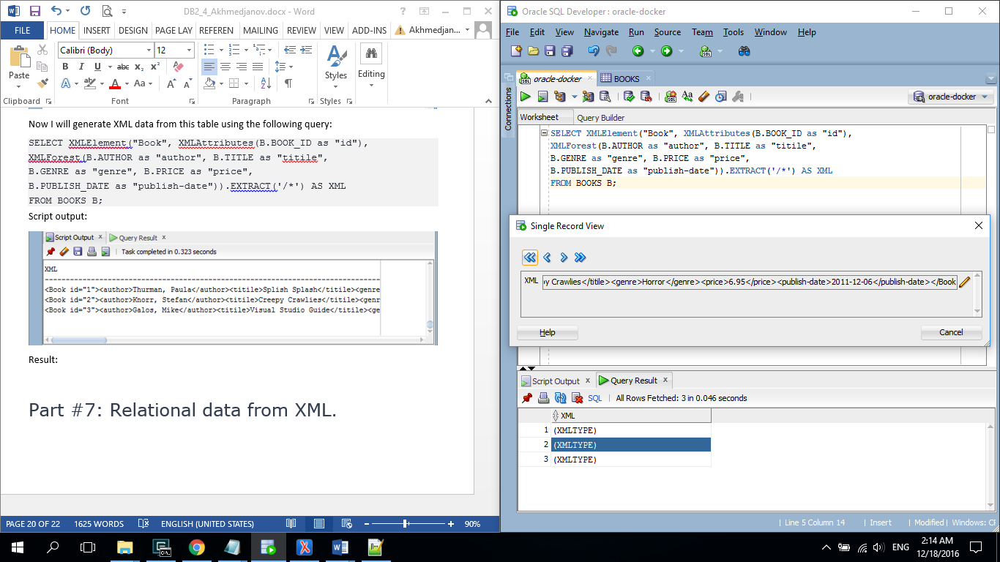 DB2_4_Akhmedjanov.docx - Word
FILE HOME INSERT DESIGN PAGE LAY REFEREN MAILING REVIEW VIEW ADD-INS Akhmedjan...
Calibri (Body) 12
Paste
B I U abc x₂ x²
A ab A Aa A A
Styles
Editing
Clipboard Font Paragraph Styles
Now I will generate XML data from this table using the following query:
SELECT XMLElement("Book", XMLAttributes(B.BOOK_ID as "id"),
XMLForest(B.AUTHOR as "author", B.TITLE as "titile",
B.GENRE as "genre", B.PRICE as "price",
B.PUBLISH_DATE as "publish-date")).EXTRACT('/*') AS XML
FROM BOOKS B;
Script output:
Script Output x Query Result x
Task completed in 0.323 seconds
XML
--------------------------------------------------------------------------------
<Book id="1"><author>Thurman, Paula</author><titile>Splish Splash</titile><genre
<Book id="2"><author>Knorr, Stefan</author><titile>Creepy Crawlies</titile><genr
<Book id="3"><author>Galos, Mike</author><titile>Visual Studio Guide</titile><ge
Result:
Part #7: Relational data from XML.
PAGE 20 OF 22 1625 WORDS ENGLISH (UNITED STATES) 90%
Oracle SQL Developer : oracle-docker
File Edit View Navigate Run Source Team Tools Window Help
Connections
oracle-docker BOOKS
oracle-docker
Worksheet Query Builder
SELECT XMLElement("Book", XMLAttributes(B.BOOK_ID as "id"),
XMLForest(B.AUTHOR as "author", B.TITLE as "titile",
B.GENRE as "genre", B.PRICE as "price",
B.PUBLISH_DATE as "publish-date")).EXTRACT('/*') AS XML
FROM BOOKS B;
Single Record View
XML y Crawlies</titile><genre>Horror</genre><price>6.95</price><publish-date>2011-12-06</publish-date></Book
Help Cancel
Script Output x Query Result x
SQL | All Rows Fetched: 3 in 0.046 seconds
XML
1 (XMLTYPE)
2 (XMLTYPE)
3 (XMLTYPE)
| Line 5 Column 14 | Insert | Modified | Windows: CF
ENG
2:14 AM
12/18/2016